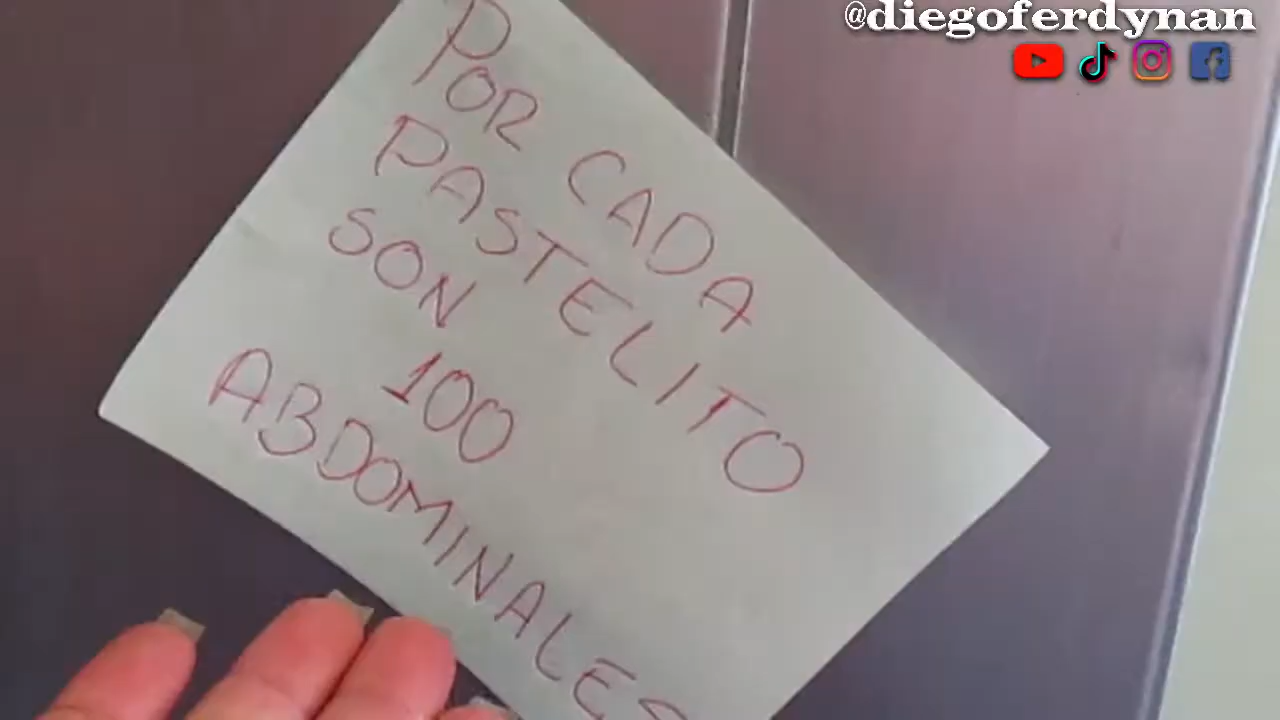 @diegoferdynan
POR CADA
PASTELITO
SON 100
ABDOMINALES